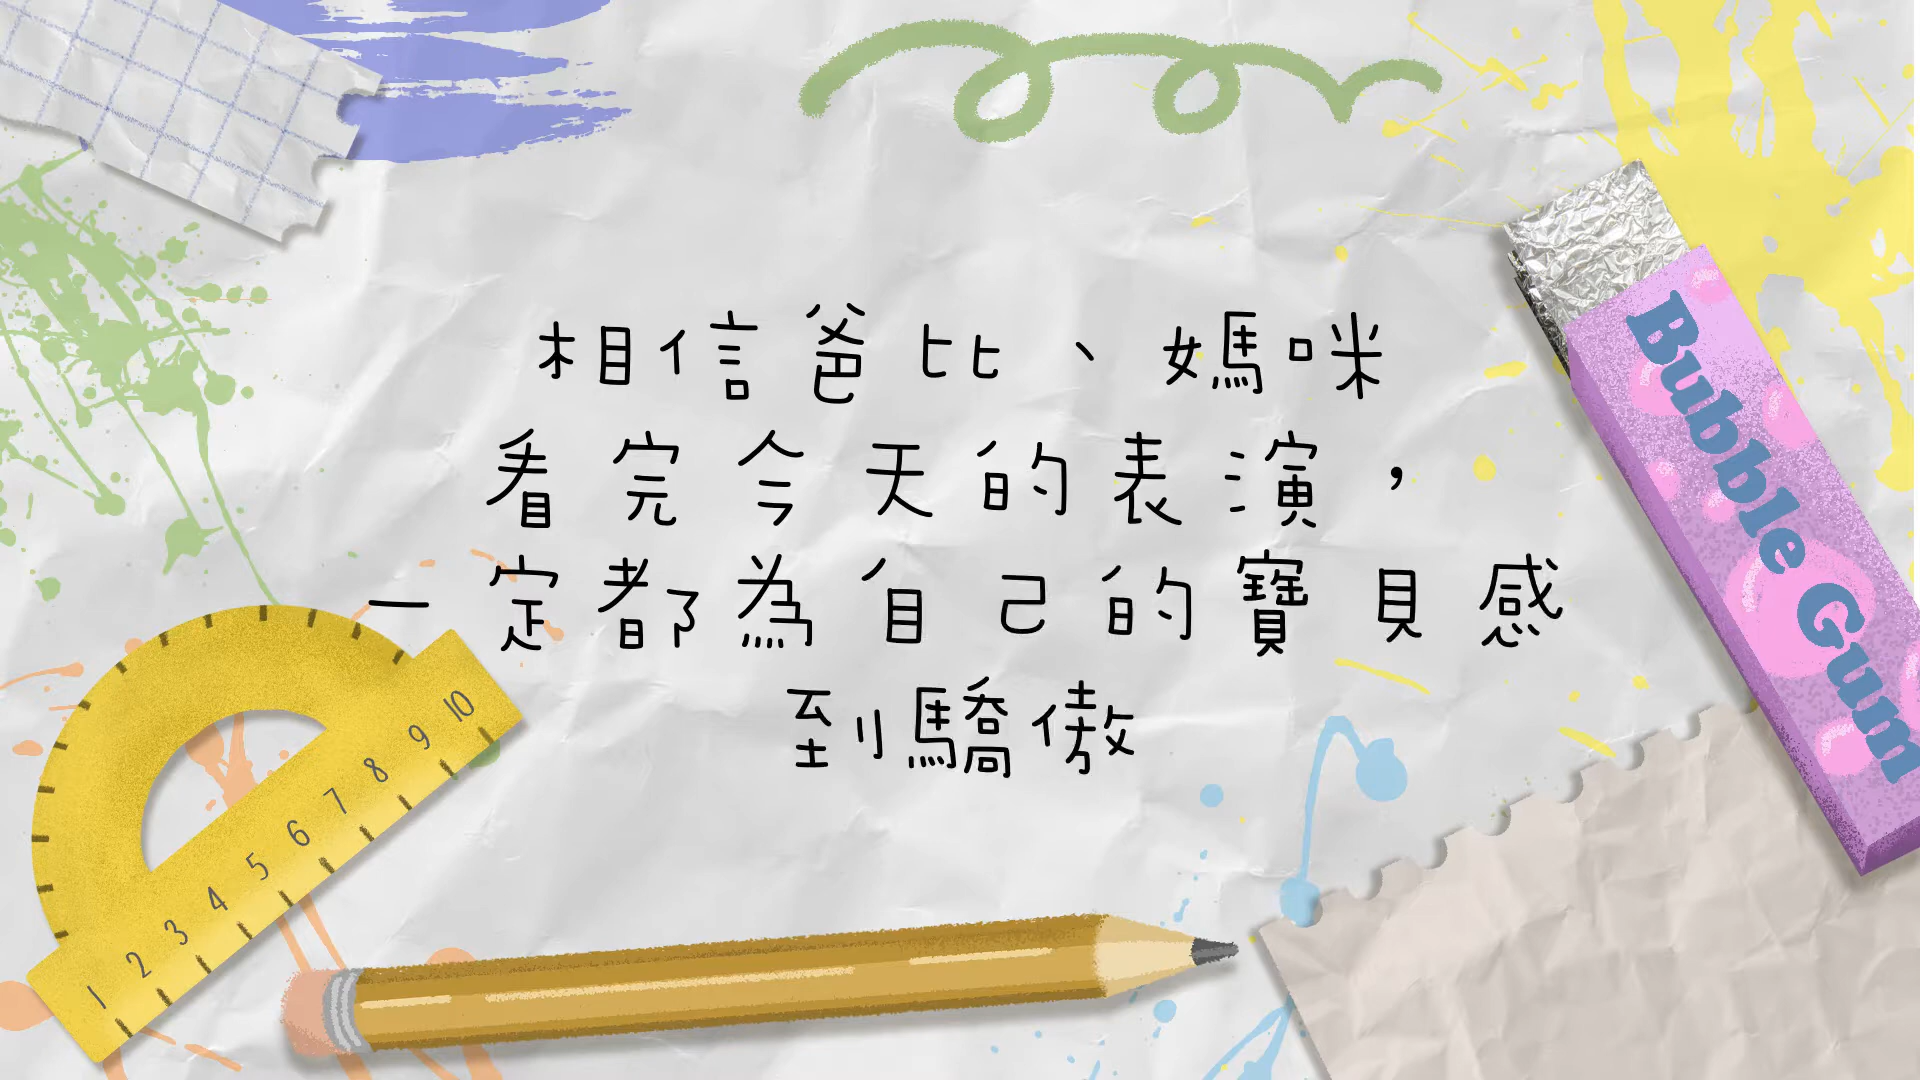 相信爸比、媽咪
看完今天的表演，
一定都為自己的寶貝感
到驕傲
Bubble Gum
1 2 3 4 5 6 7 8 9 10